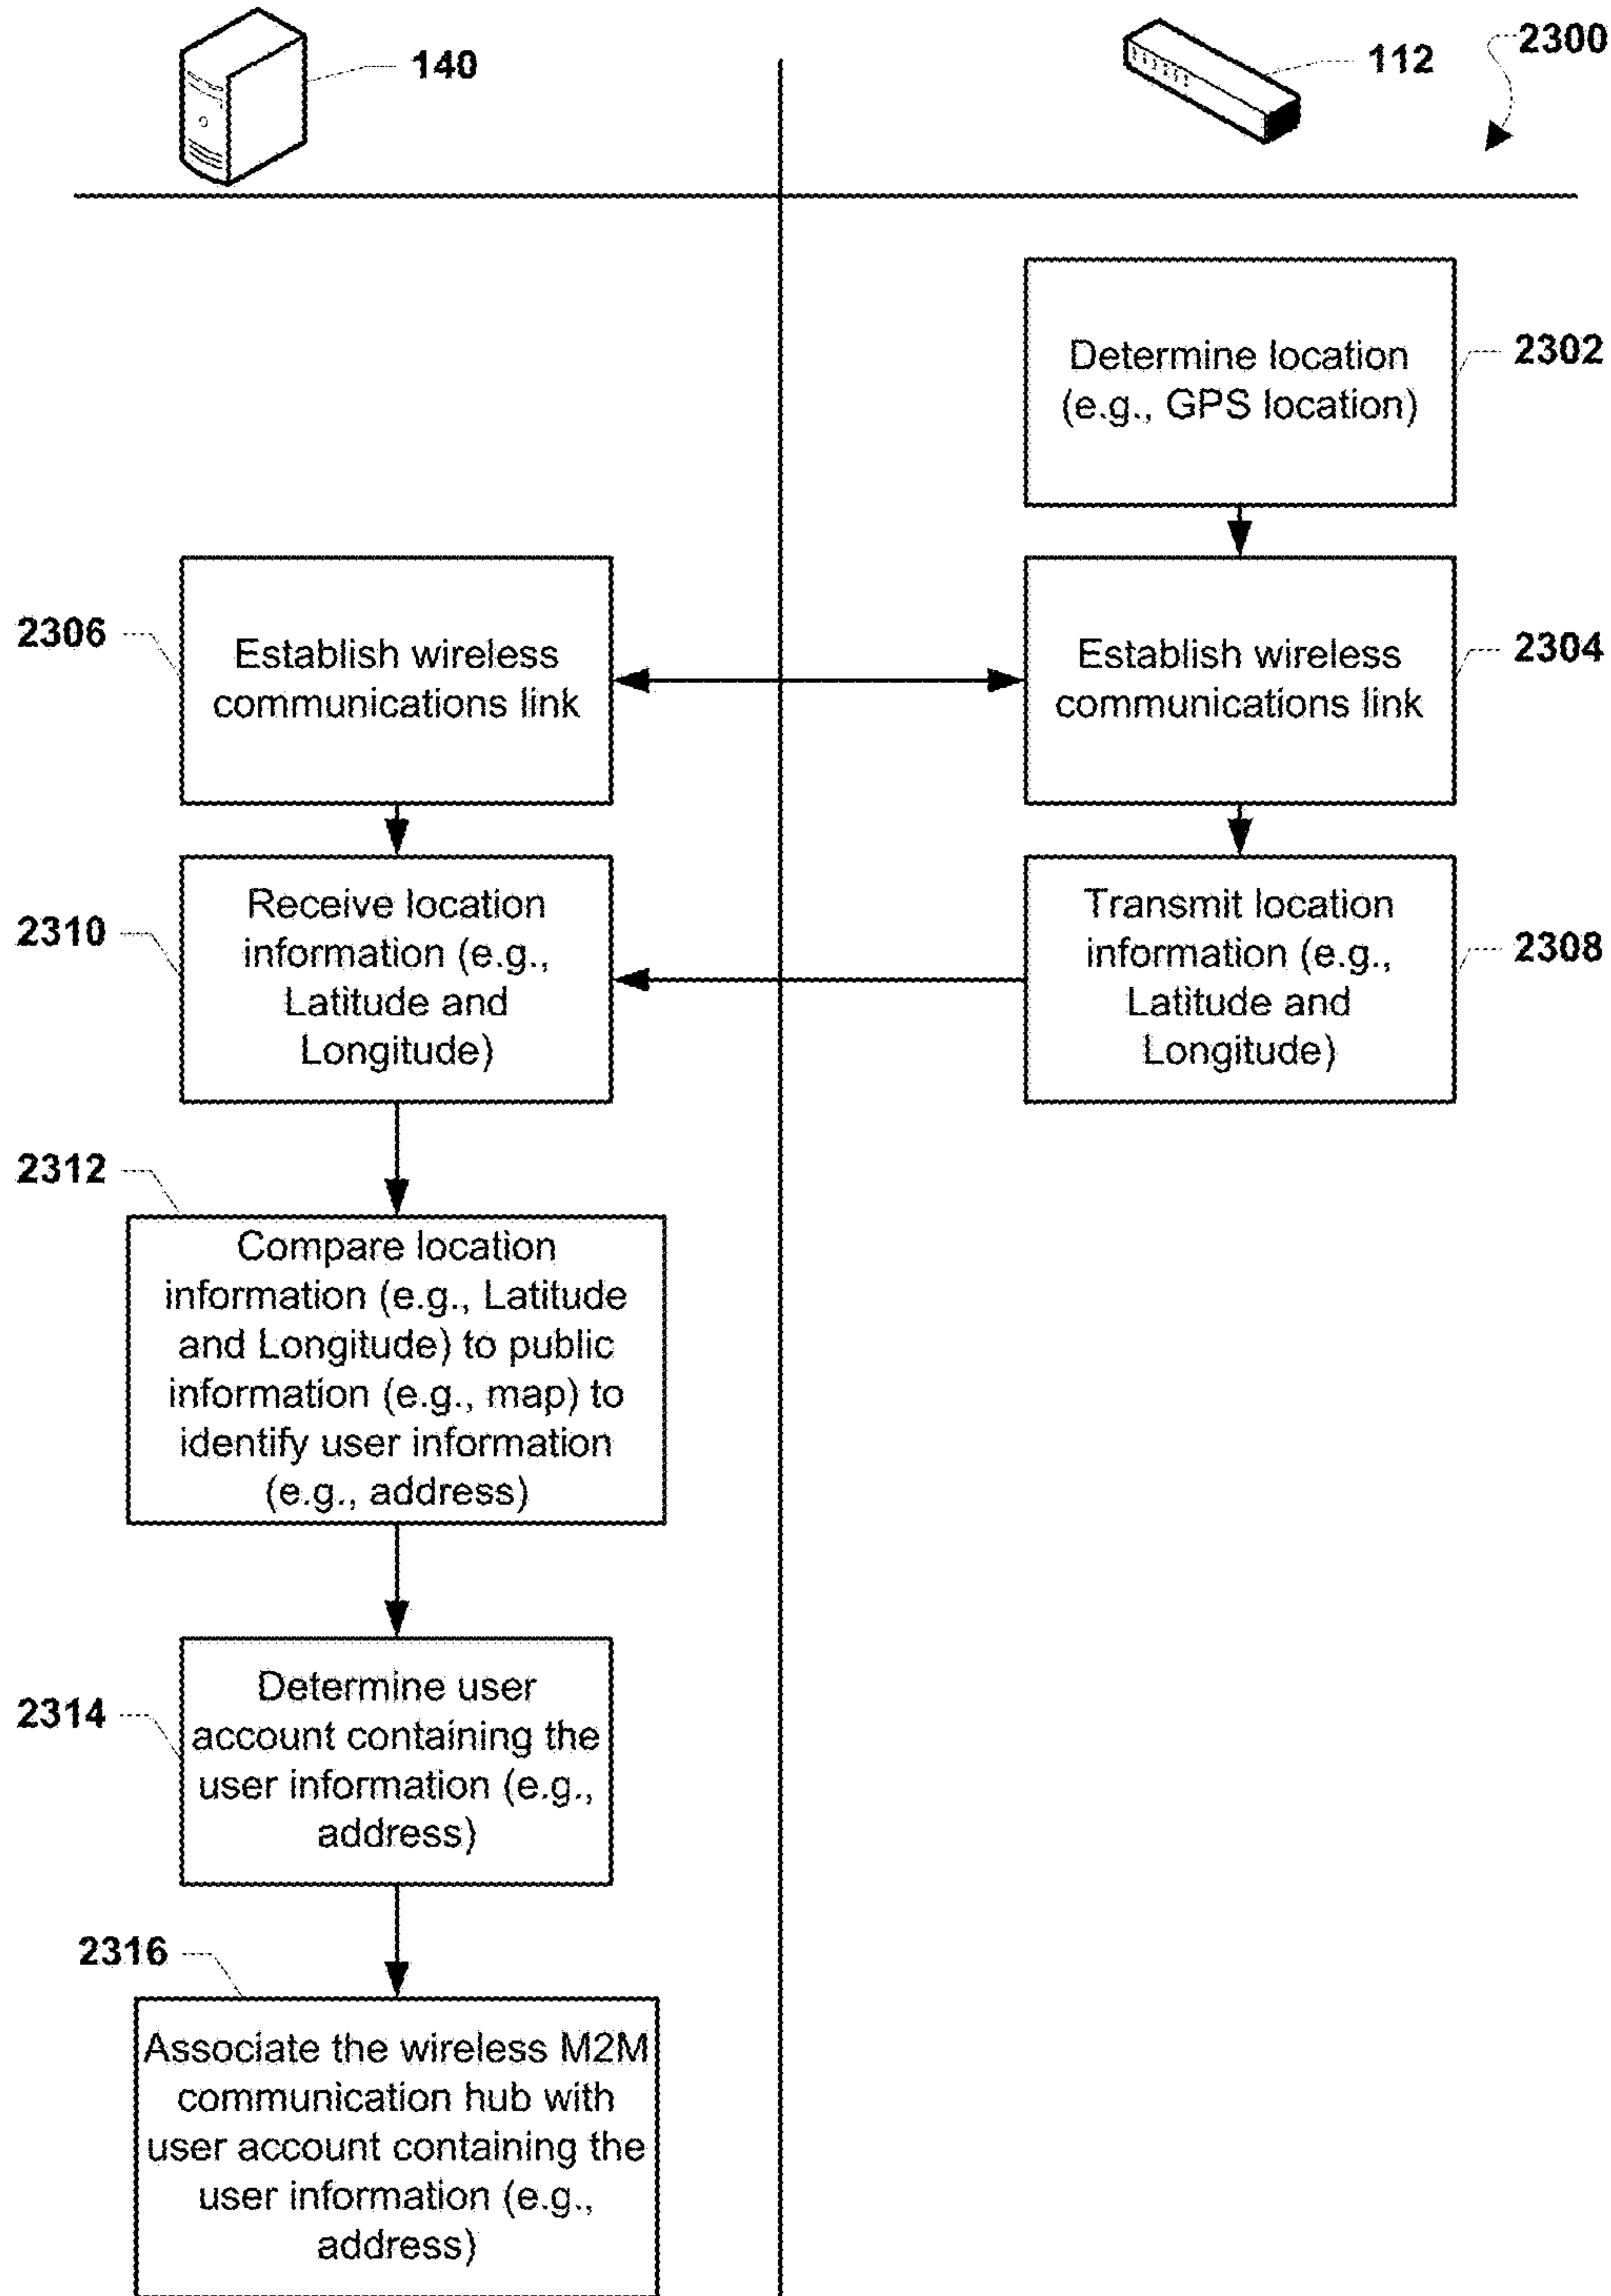 140
112
2300
Determine location
(e.g., GPS location)
2302
2306
Establish wireless
communications link
Establish wireless
communications link
2304
2310
Receive location
information (e.g.,
Latitude and
Longitude)
Transmit location
information (e.g.,
Latitude and
Longitude)
2308
2312
Compare location
information (e.g., Latitude
and Longitude) to public
information (e.g., map) to
identify user information
(e.g., address)
2314
Determine user
account containing the
user information (e.g.,
address)
2316
Associate the wireless M2M
communication hub with
user account containing the
user information (e.g.,
address)